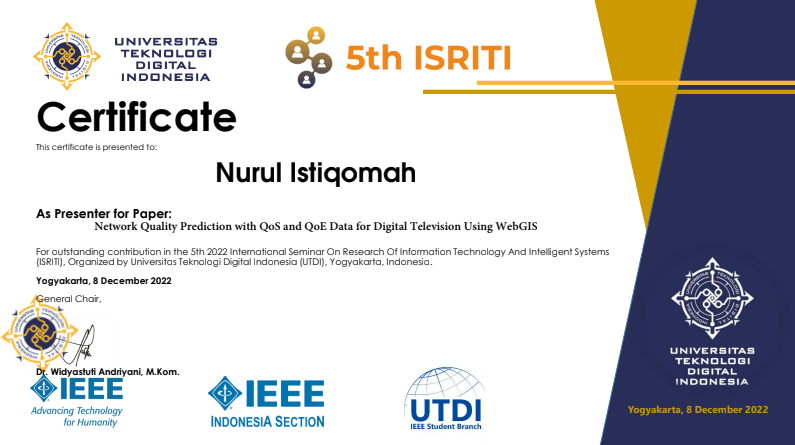 UNIVERSITAS
TEKNOLOGI
DIGITAL
INDONESIA
5th ISRITI
Certificate
This certificate is presented to:
Nurul Istiqomah
As Presenter for Paper:
Network Quality Prediction with QoS and QoE Data for Digital Television Using WebGIS
For outstanding contribution in the 5th 2022 International Seminar On Research Of Information Technology And Intelligent Systems
(ISRITI), Organized by Universitas Teknologi Digital Indonesia (UTDI), Yogyakarta, Indonesia.
Yogyakarta, 8 December 2022
General Chair,
Dr. Widyastuti Andriyani, M.Kom.
IEEE
Advancing Technology
for Humanity
IEEE
INDONESIA SECTION
UTDI
IEEE Student Branch
UNIVERSITAS
TEKNOLOGI
DIGITAL
INDONESIA
Yogyakarta, 8 December 2022